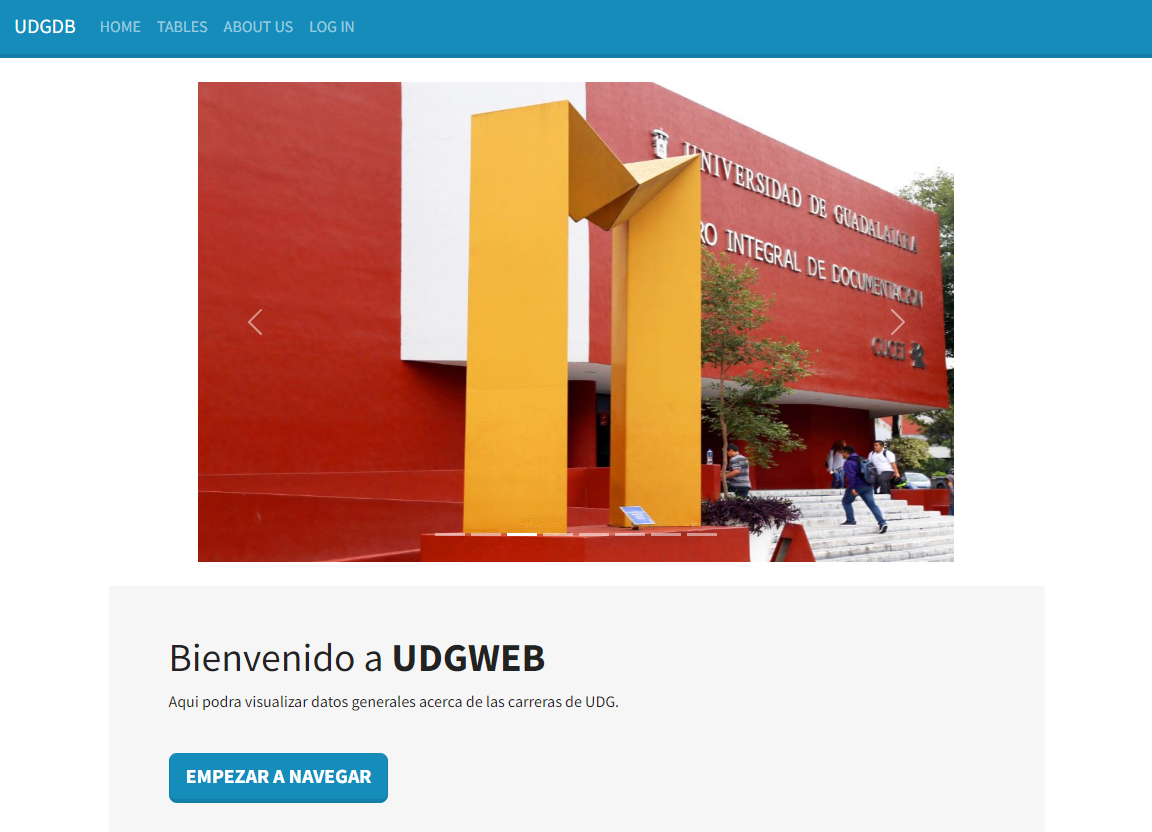 UDGDB HOME TABLES ABOUT US LOG IN
UNIVERSIDAD DE GUADALAJARA
RO INTEGRAL DE DOCUMENTACION
CUCEI
Bienvenido a UDGWEB
Aqui podra visualizar datos generales acerca de las carreras de UDG.
EMPEZAR A NAVEGAR